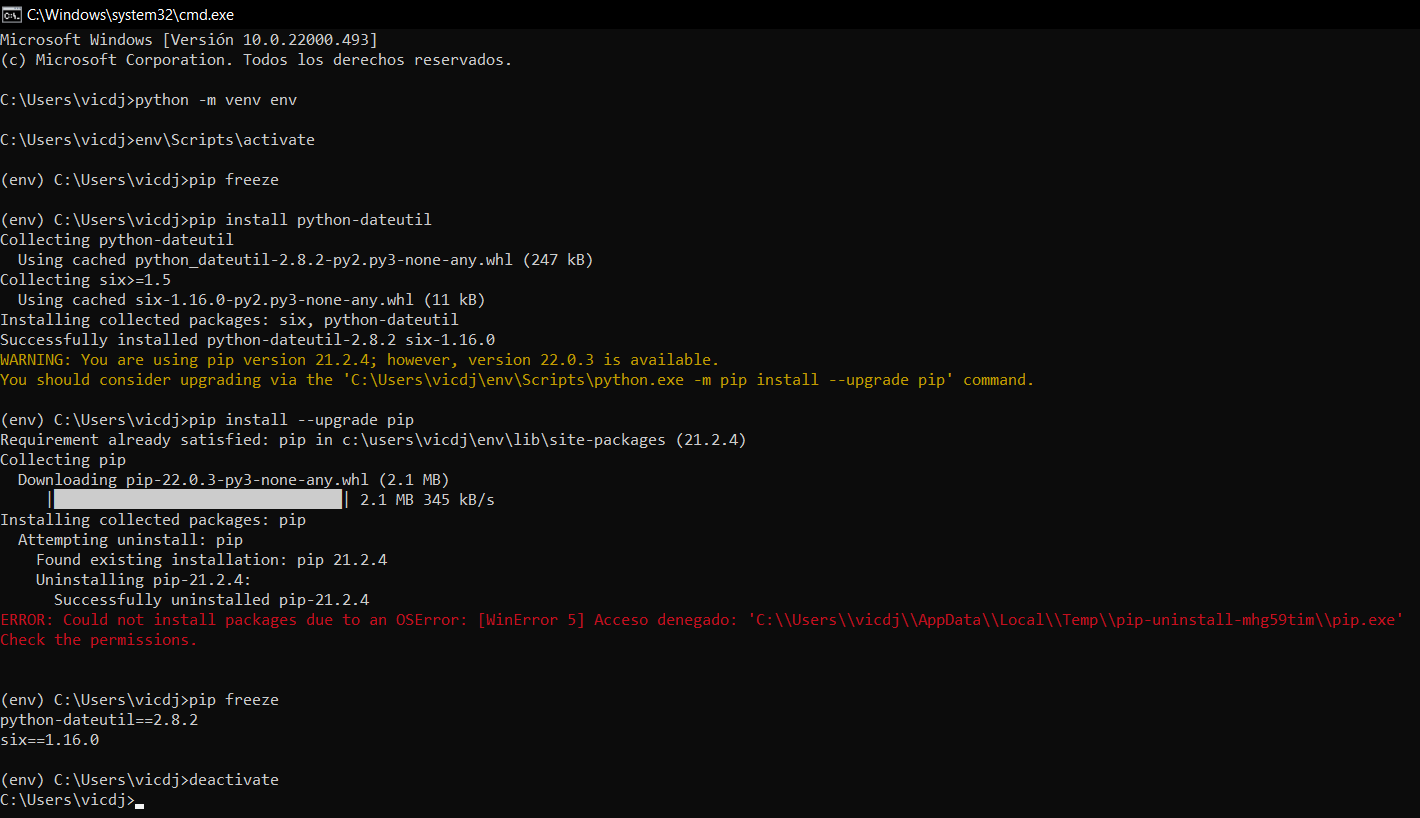 C:\Windows\system32\cmd.exe
Microsoft Windows [Versión 10.0.22000.493]
(c) Microsoft Corporation. Todos los derechos reservados.
C:\Users\vicdj>python -m venv env
C:\Users\vicdj>env\Scripts\activate
(env) C:\Users\vicdj>pip freeze
(env) C:\Users\vicdj>pip install python-dateutil
Collecting python-dateutil
  Using cached python_dateutil-2.8.2-py2.py3-none-any.whl (247 kB)
Collecting six>=1.5
  Using cached six-1.16.0-py2.py3-none-any.whl (11 kB)
Installing collected packages: six, python-dateutil
Successfully installed python-dateutil-2.8.2 six-1.16.0
WARNING: You are using pip version 21.2.4; however, version 22.0.3 is available.
You should consider upgrading via the 'C:\Users\vicdj\env\Scripts\python.exe -m pip install --upgrade pip' command.
(env) C:\Users\vicdj>pip install --upgrade pip
Requirement already satisfied: pip in c:\users\vicdj\env\lib\site-packages (21.2.4)
Collecting pip
  Downloading pip-22.0.3-py3-none-any.whl (2.1 MB)
     |████████████████████████████████| 2.1 MB 345 kB/s
Installing collected packages: pip
  Attempting uninstall: pip
    Found existing installation: pip 21.2.4
    Uninstalling pip-21.2.4:
      Successfully uninstalled pip-21.2.4
ERROR: Could not install packages due to an OSError: [WinError 5] Acceso denegado: 'C:\\Users\\vicdj\\AppData\\Local\\Temp\\pip-uninstall-mhg59tim\\pip.exe'
Check the permissions.
(env) C:\Users\vicdj>pip freeze
python-dateutil==2.8.2
six==1.16.0
(env) C:\Users\vicdj>deactivate
C:\Users\vicdj>